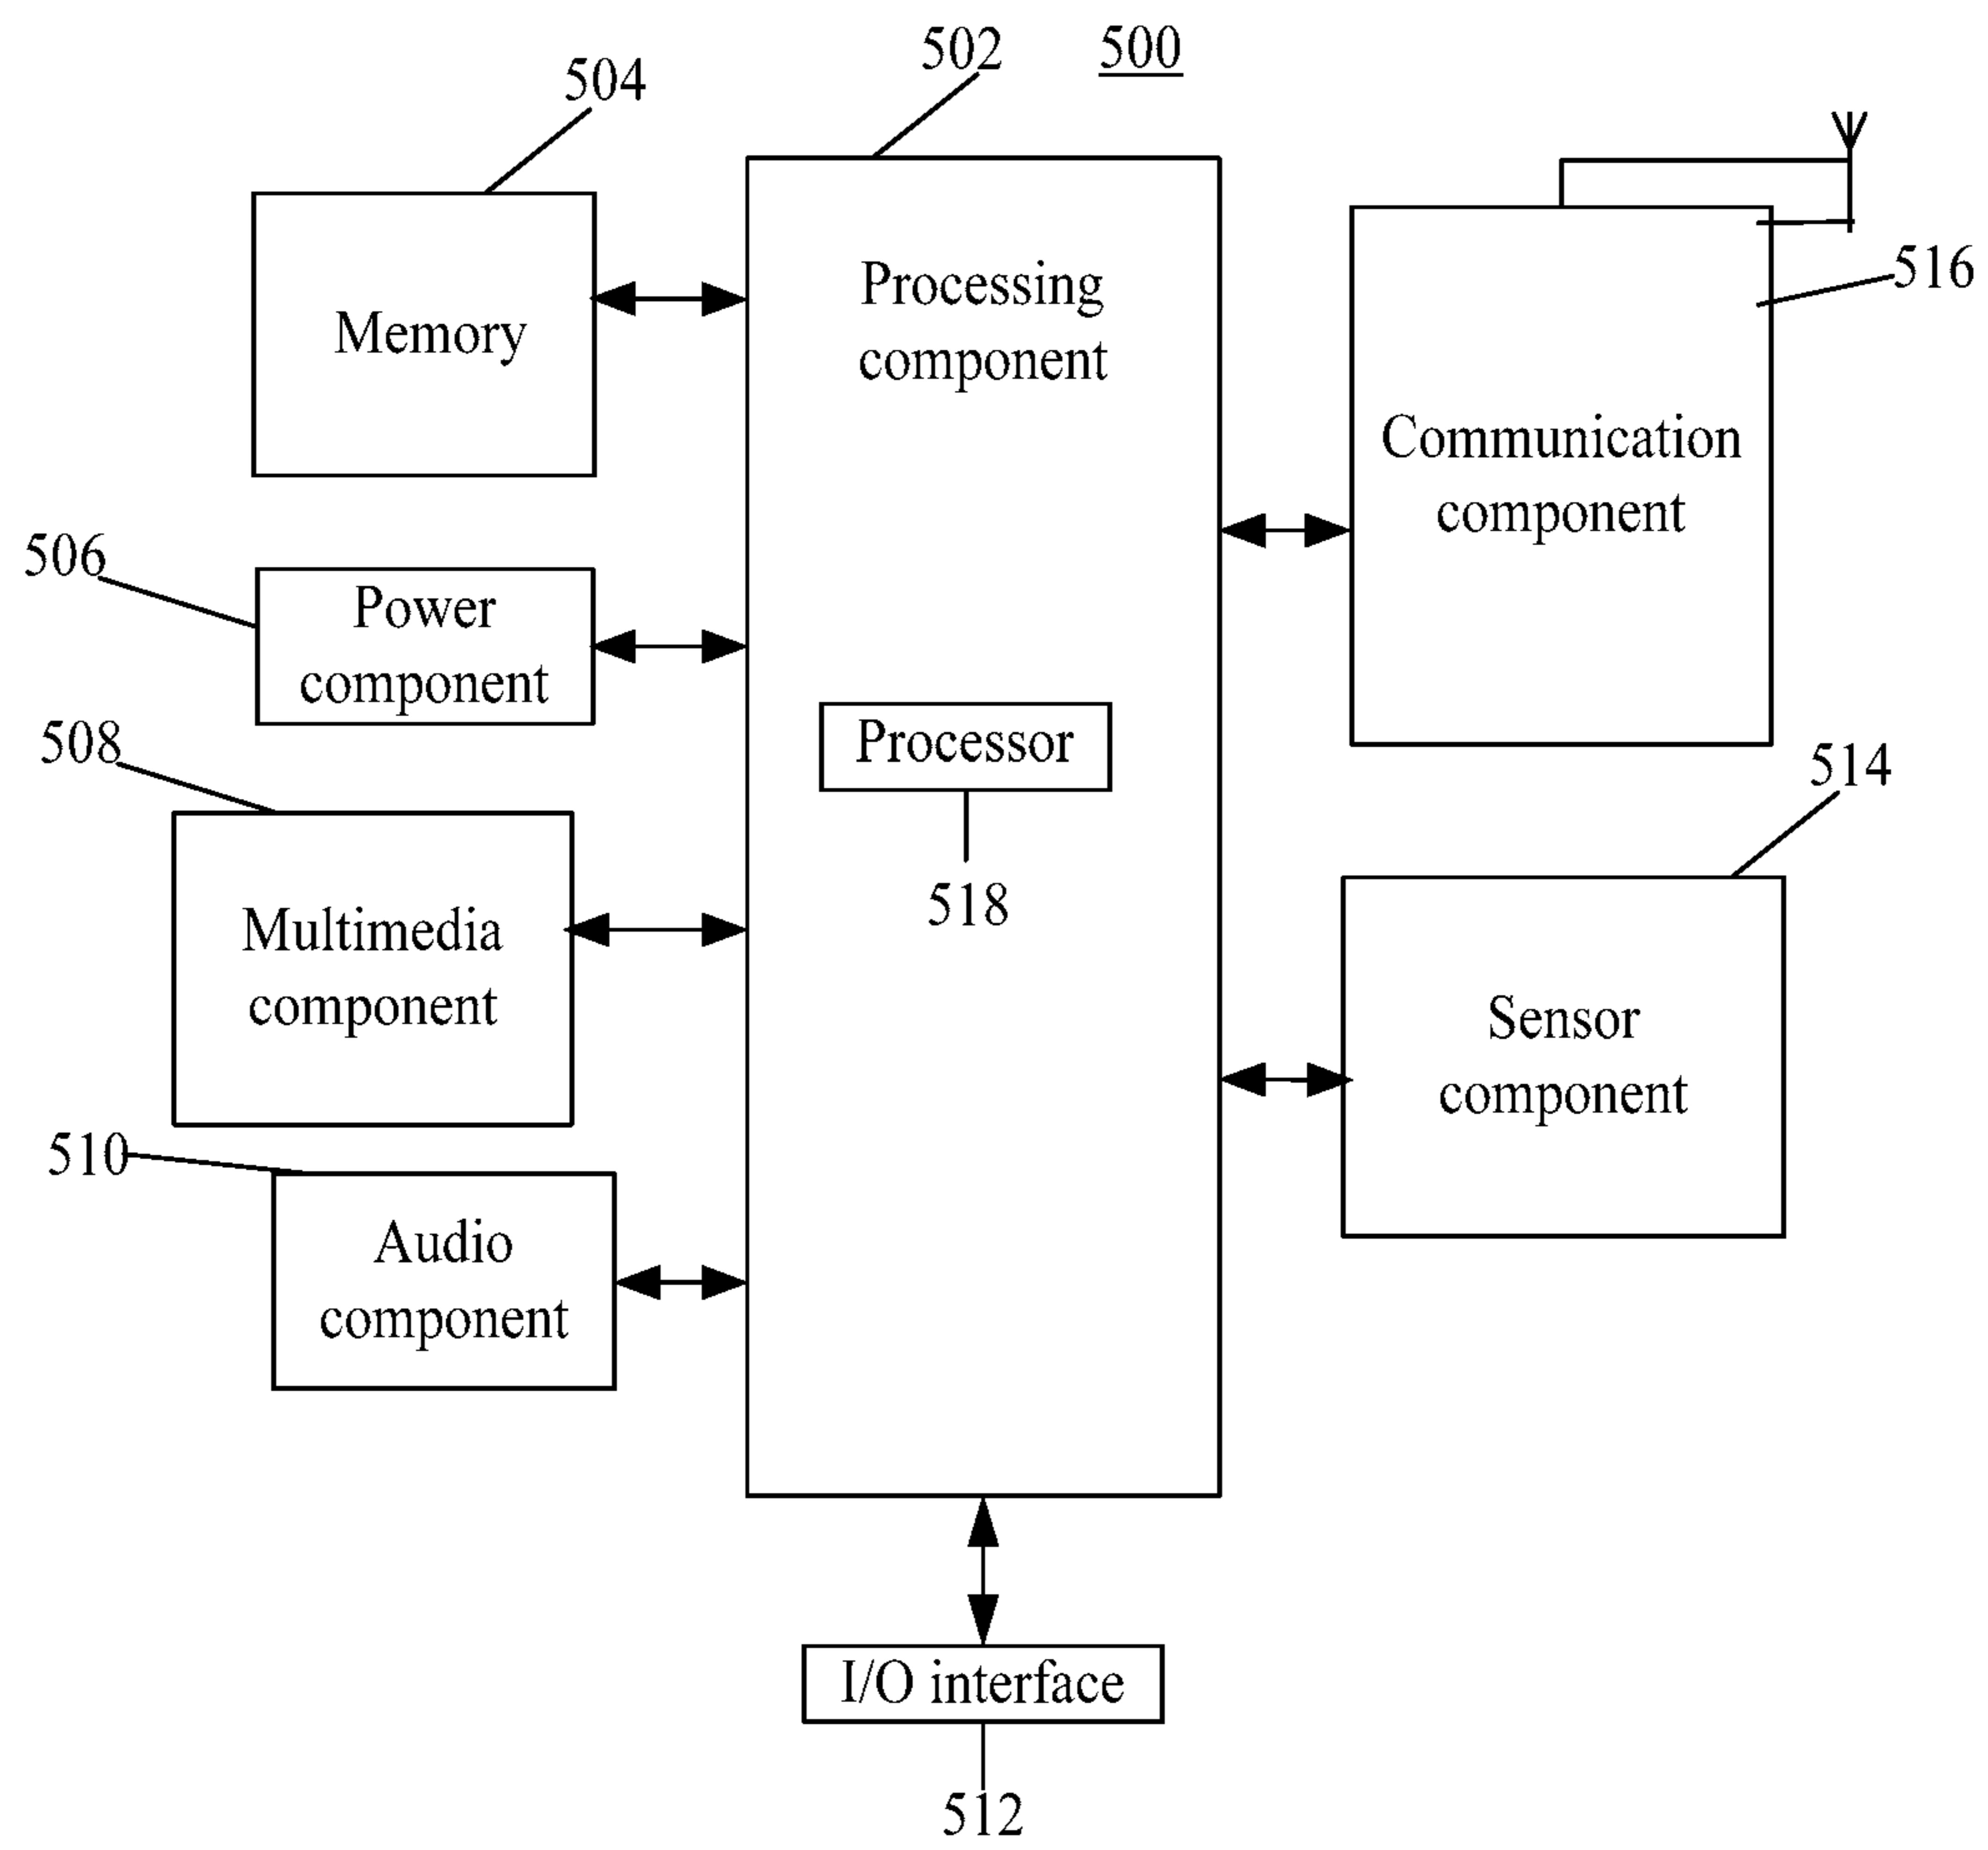 502
500
504
Processing
component
Memory
516
Communication
component
506
Power
component
Processor
508
514
518
Multimedia
component
Sensor
component
510
Audio
component
I/O interface
512